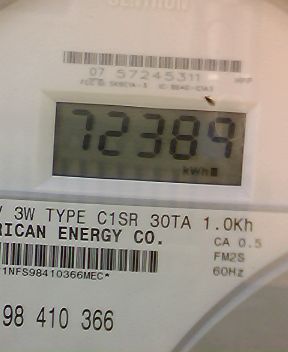 CENTRON
07 57245311
72389
kWh
V 3W TYPE C1SR 30TA 1.0Kh
RICAN ENERGY CO.
CA 0.5
FM2S
1NFS98410366MEC*
60Hz
98 410 366